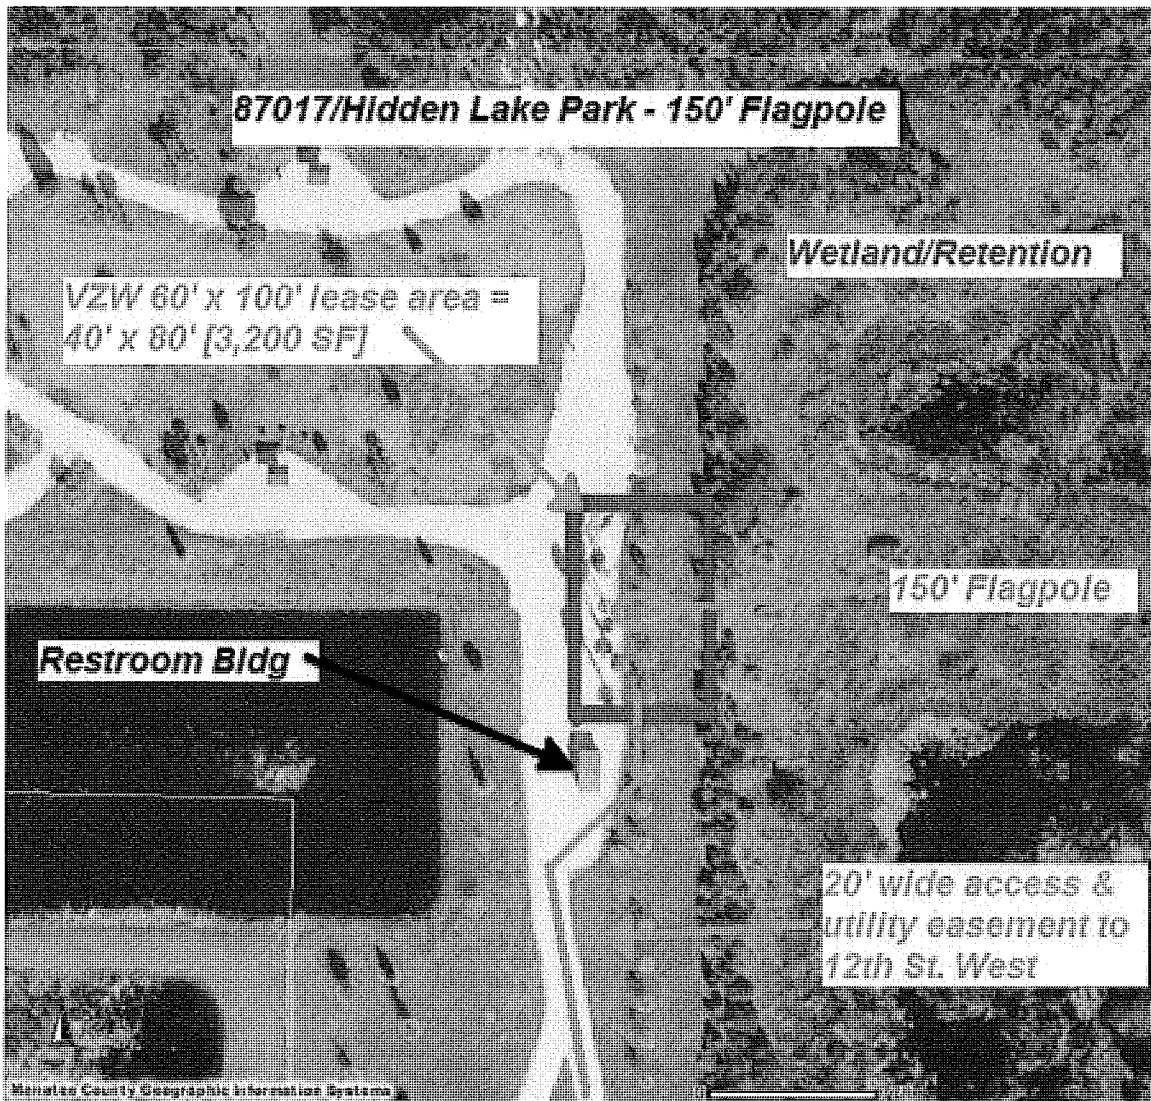 87017/Hidden Lake Park - 150' Flagpole
Wetland/Retention
VZW 60' x 100' lease area =
40' x 80' [3,200 SF]
150' Flagpole
Restroom Bldg
20' wide access &
utility easement to
12th St. West
Manatee County Geographic Information Systems